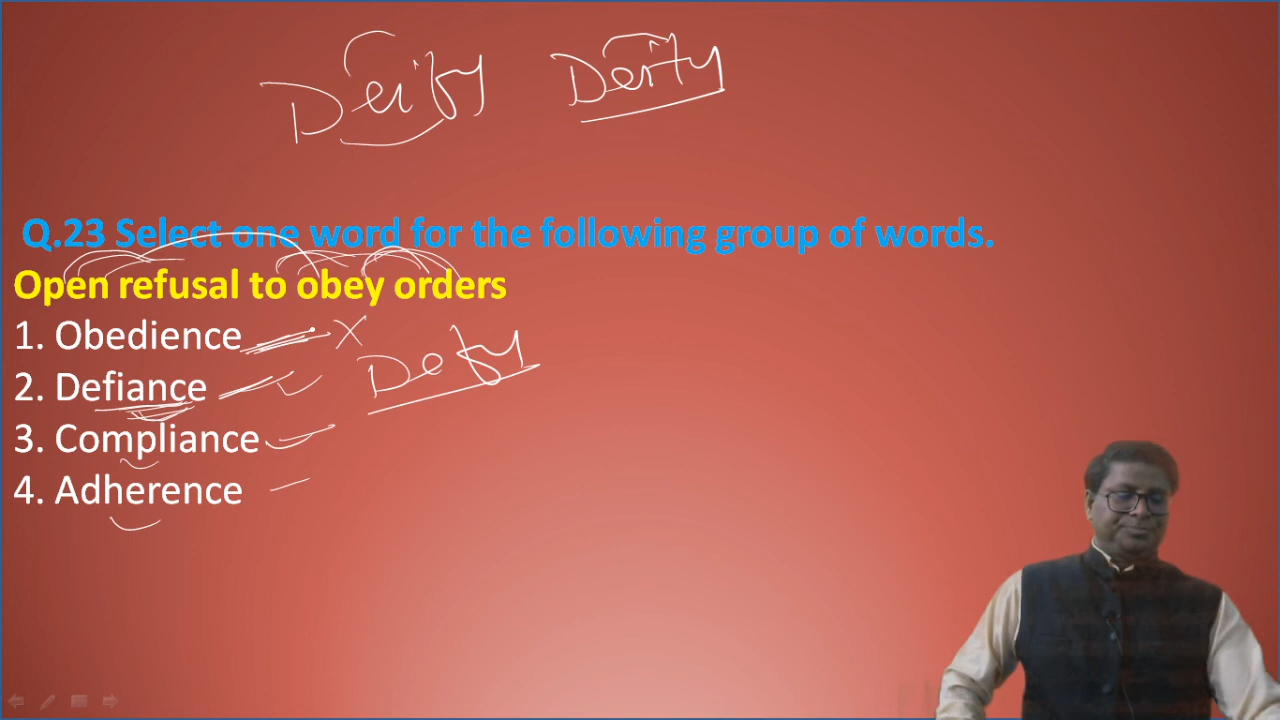 Deify Deity
Q.23 Select one word for the following group of words.
Open refusal to obey orders
1. Obedience
2. Defiance
Defy
3. Compliance
4. Adherence